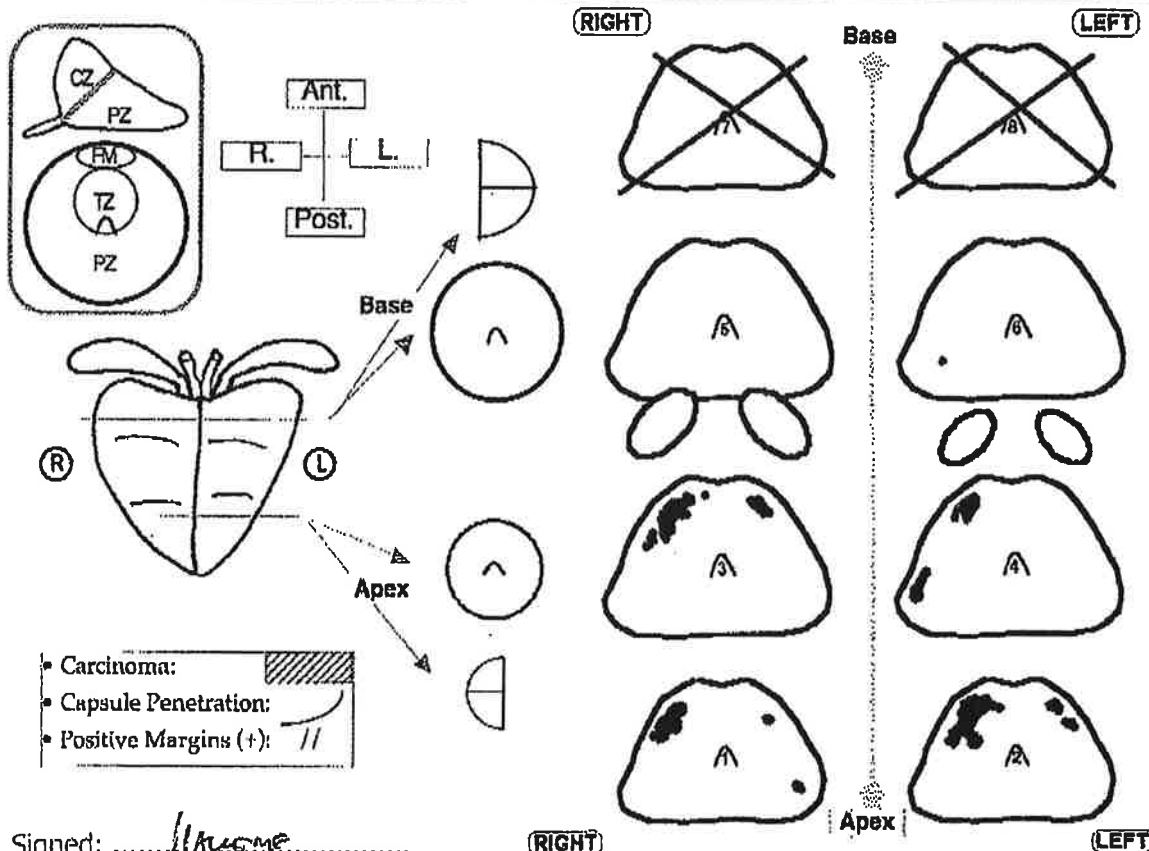 RIGHT
LEFT
Base
CZ
PZ
Ant.
R.
L.
Post.
TZ
PZ
Base
7
8
5
6
R
L
3
4
Apex
• Carcinoma:
• Capsule Penetration:
• Positive Margins (+): //
1
2
Apex
Signed:
RIGHT
LEFT